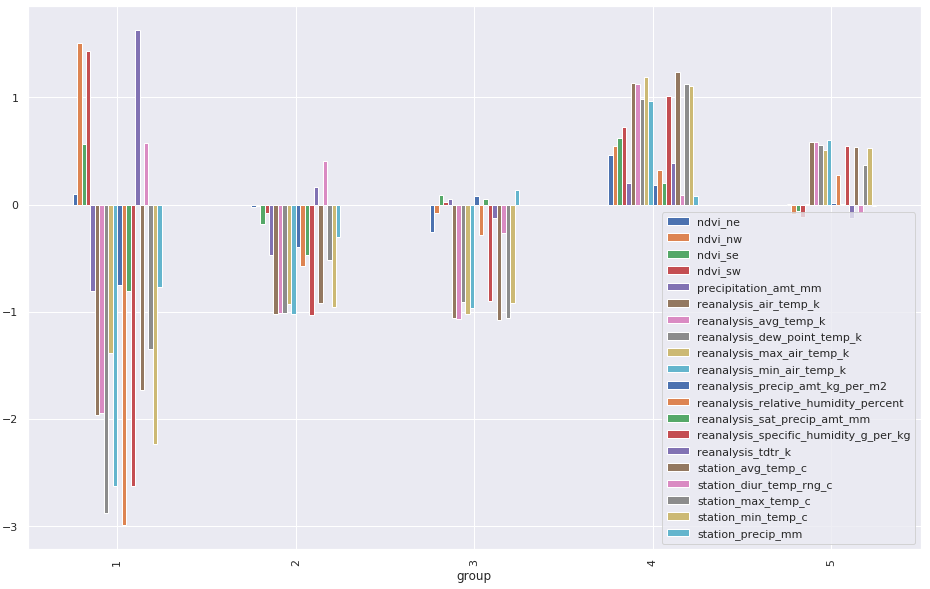 1
0
−1
−2
−3
1
2
3
4
5
group
ndvi_ne
ndvi_nw
ndvi_se
ndvi_sw
precipitation_amt_mm
reanalysis_air_temp_k
reanalysis_avg_temp_k
reanalysis_dew_point_temp_k
reanalysis_max_air_temp_k
reanalysis_min_air_temp_k
reanalysis_precip_amt_kg_per_m2
reanalysis_relative_humidity_percent
reanalysis_sat_precip_amt_mm
reanalysis_specific_humidity_g_per_kg
reanalysis_tdtr_k
station_avg_temp_c
station_diur_temp_rng_c
station_max_temp_c
station_min_temp_c
station_precip_mm